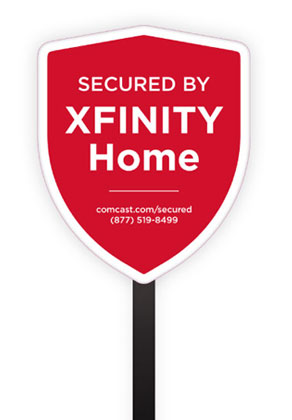 SECURED BY
XFINITY
Home
comcast.com/secured
(877) 519-8499